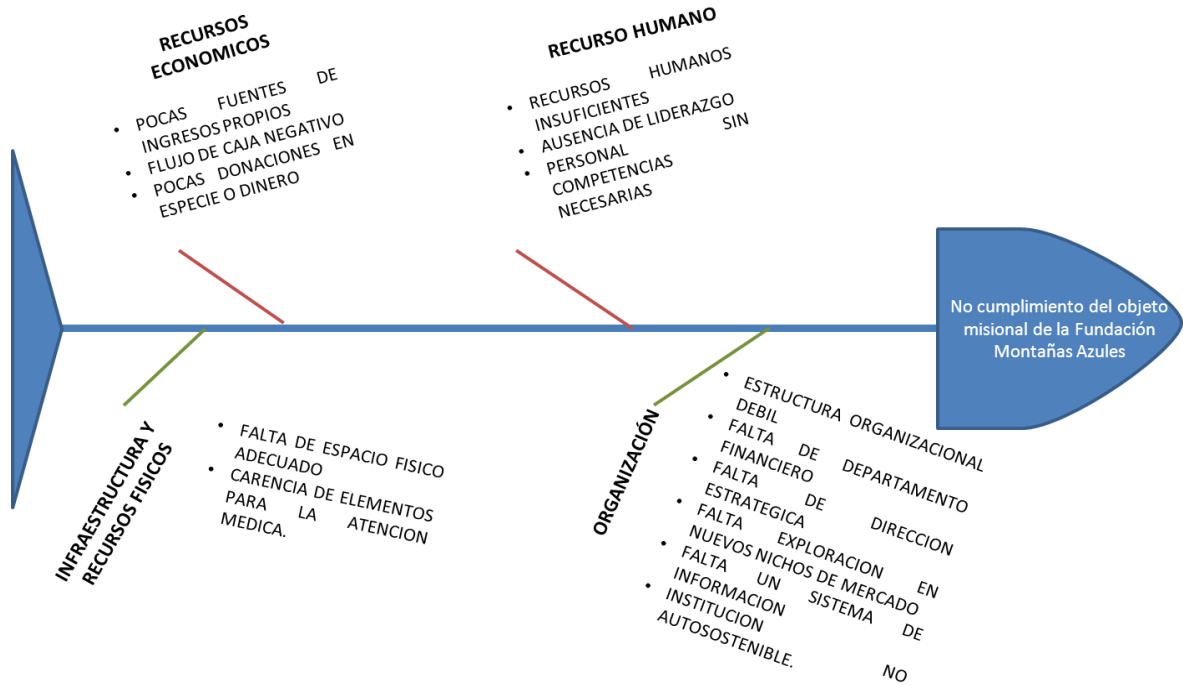 RECURSOS
ECONOMICOS
• POCAS FUENTES DE
INGRESOS PROPIOS
• FLUJO DE CAJA NEGATIVO
• POCAS DONACIONES EN
ESPECIE O DINERO
RECURSO HUMANO
• RECURSOS HUMANOS
INSUFICIENTES
• AUSENCIA DE LIDERAZGO
• PERSONAL SIN
COMPETENCIAS
NECESARIAS
No cumplimiento del objeto
misional de la Fundación
Montañas Azules
INFRAESTRUCTURA Y
RECURSOS FISICOS
• FALTA DE ESPACIO FISICO
ADECUADO
• CARENCIA DE ELEMENTOS
PARA LA ATENCION
MEDICA.
ORGANIZACIÓN
• ESTRUCTURA ORGANIZACIONAL
DEBIL
• FALTA DE DEPARTAMENTO
FINANCIERO
• FALTA DE DIRECCION
ESTRATEGICA
• FALTA EXPLORACION EN
NUEVOS NICHOS DE MERCADO
• FALTA UN SISTEMA DE
INFORMACION
• INSTITUCION NO
AUTOSOSTENIBLE.